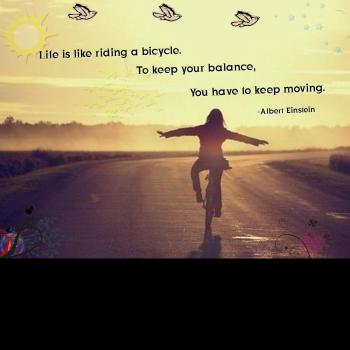 Life is like riding a bicycle.
To keep your balance,
You have to keep moving.
-Albert Einstein